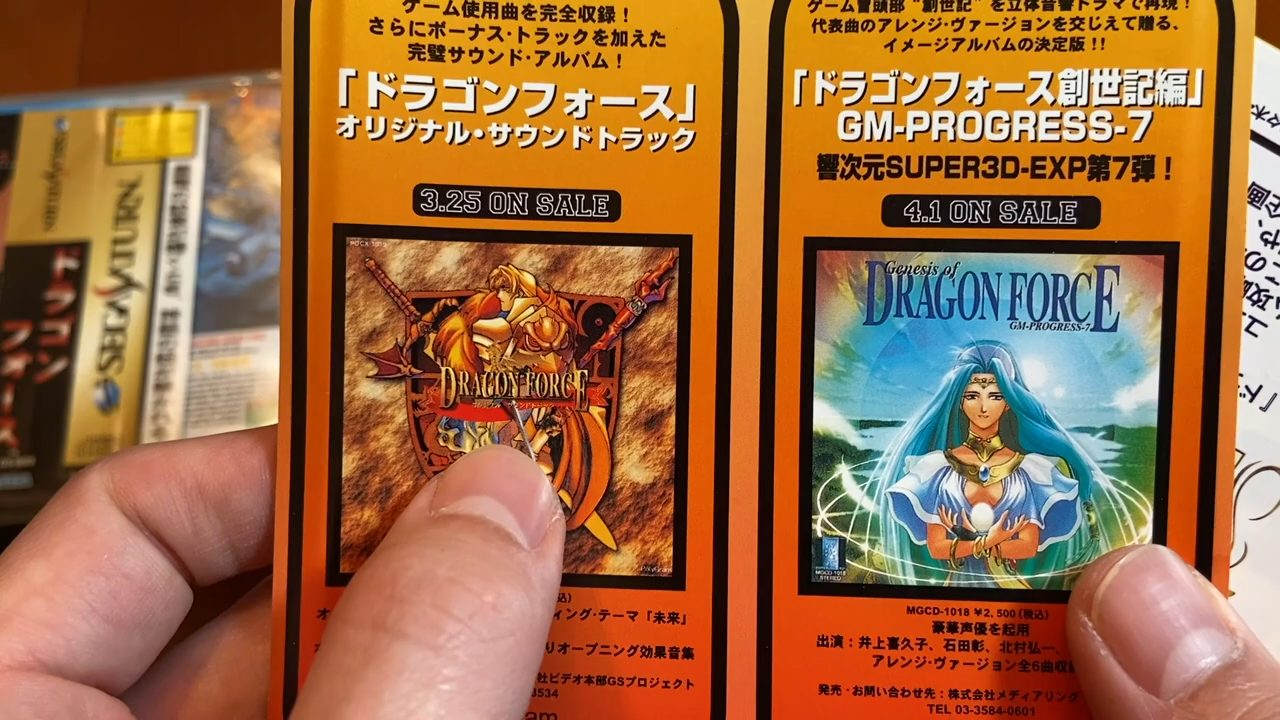 ゲーム使用曲を完全収録！
さらにボーナス・トラックを加えた
完璧サウンド・アルバム！
「ドラゴンフォース」
オリジナル・サウンドトラック
3.25 ON SALE
DRAGON FORCE
ィング・テーマ「未来」
りオープニング効果音集
社ビデオ本部GSプロジェクト
3534
ゲーム冒頭部“創世記”を立体音響ドラマで再現！
代表曲のアレンジ・ヴァージョンを交じえて贈る、
イメージアルバムの決定版！！
「ドラゴンフォース創世記編」
GM-PROGRESS-7
響次元SUPER3D-EXP第7弾！
4.1 ON SALE
Genesis of
DRAGON FORCE
GM-PROGRESS-7
MGCD-1018
STEREO
MGCD-1018 ¥2,500(税込)
豪華声優を起用
出演：井上喜久子、石田彰、北村弘一、
アレンジ・ヴァージョン全6曲収
発売・お問い合わせ先：株式会社メディアリング
TEL 03-3584-0601
SEGA SATURN
ドラゴン
フォース